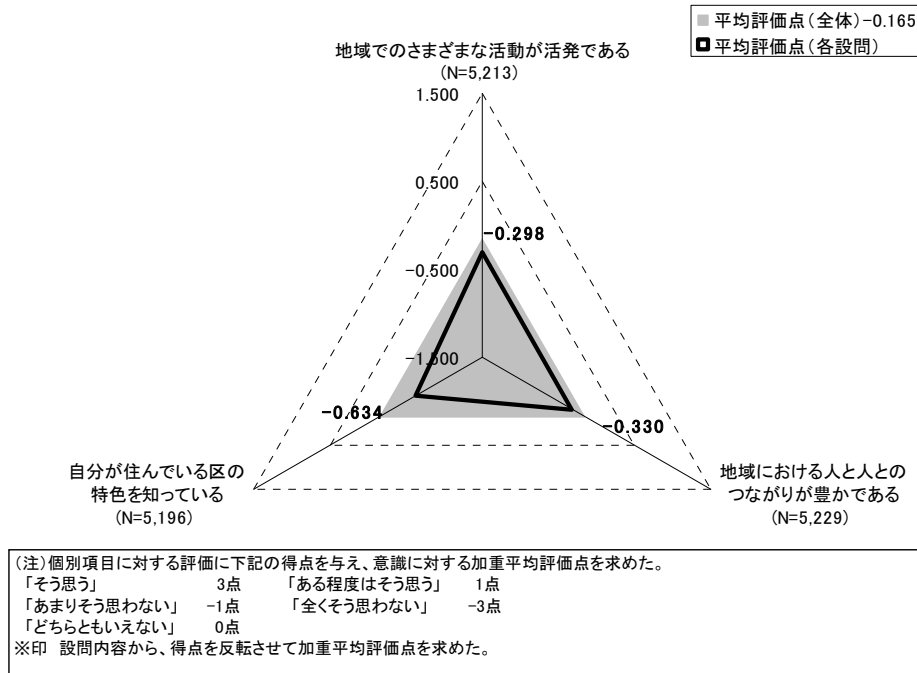 平均評価点(全体)-0.165
平均評価点(各設問)
地域でのさまざまな活動が活発である
(N=5,213)
1.500
0.500
-0.298
-0.500
-1.500
-0.634
-0.330
自分が住んでいる区の
特色を知っている
(N=5,196)
地域における人と人との
つながりが豊かである
(N=5,229)
(注)個別項目に対する評価に下記の得点を与え、意識に対する加重平均評価点を求めた。
「そう思う」 3点 「ある程度はそう思う」 1点
「あまりそう思わない」 -1点 「全くそう思わない」 -3点
「どちらともいえない」 0点
※印 設問内容から、得点を反転させて加重平均評価点を求めた。